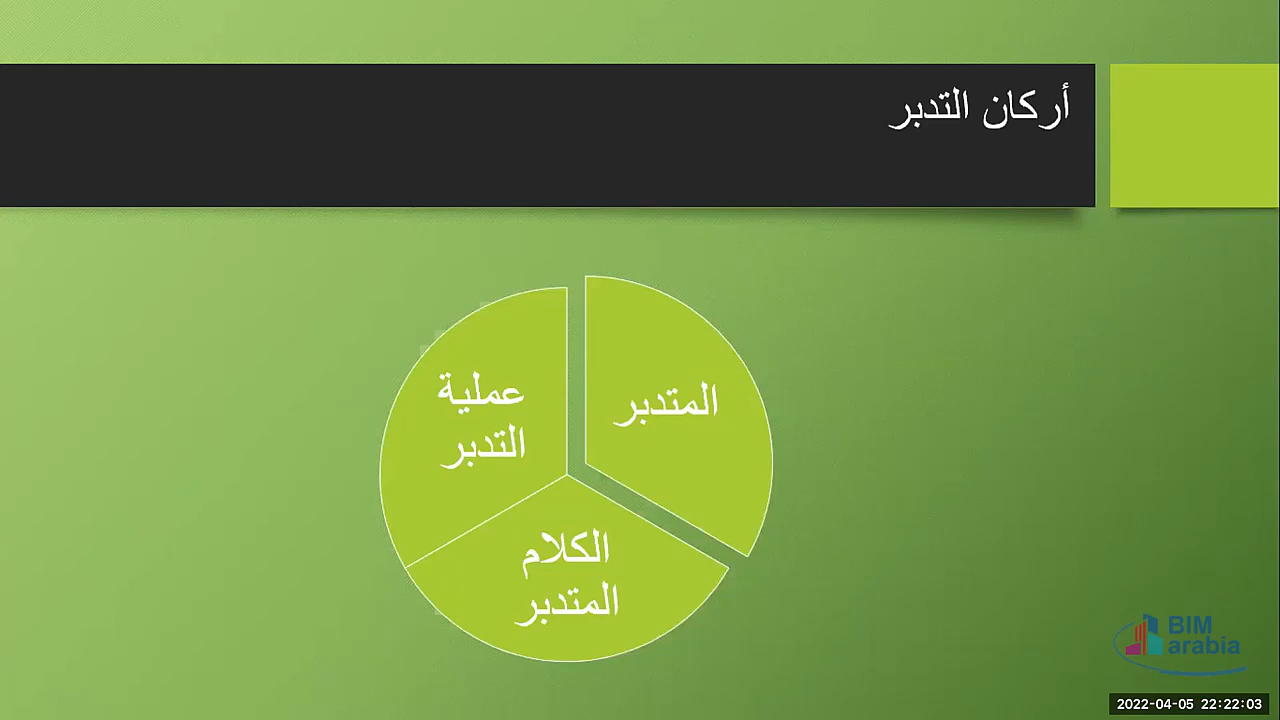 أركان التدبر
المتدبر
عملية
التدبر
الكلام
المتدبر
BIM
arabia
2022-04-05 22:22:03